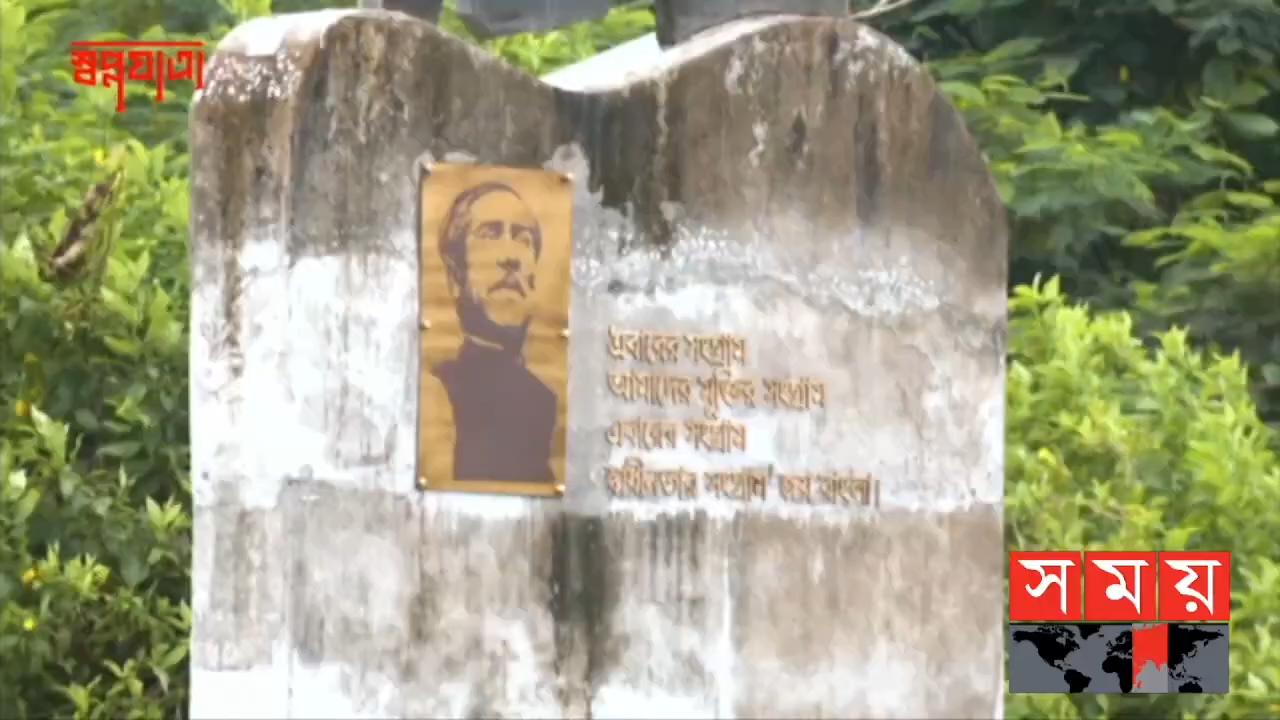 স্বপ্নযাত্রা
এবারের সংগ্রাম
আমাদের মুক্তির সংগ্রাম
এবারের সংগ্রাম
স্বাধীনতার সংগ্রাম' জয় বাংলা।
সময়